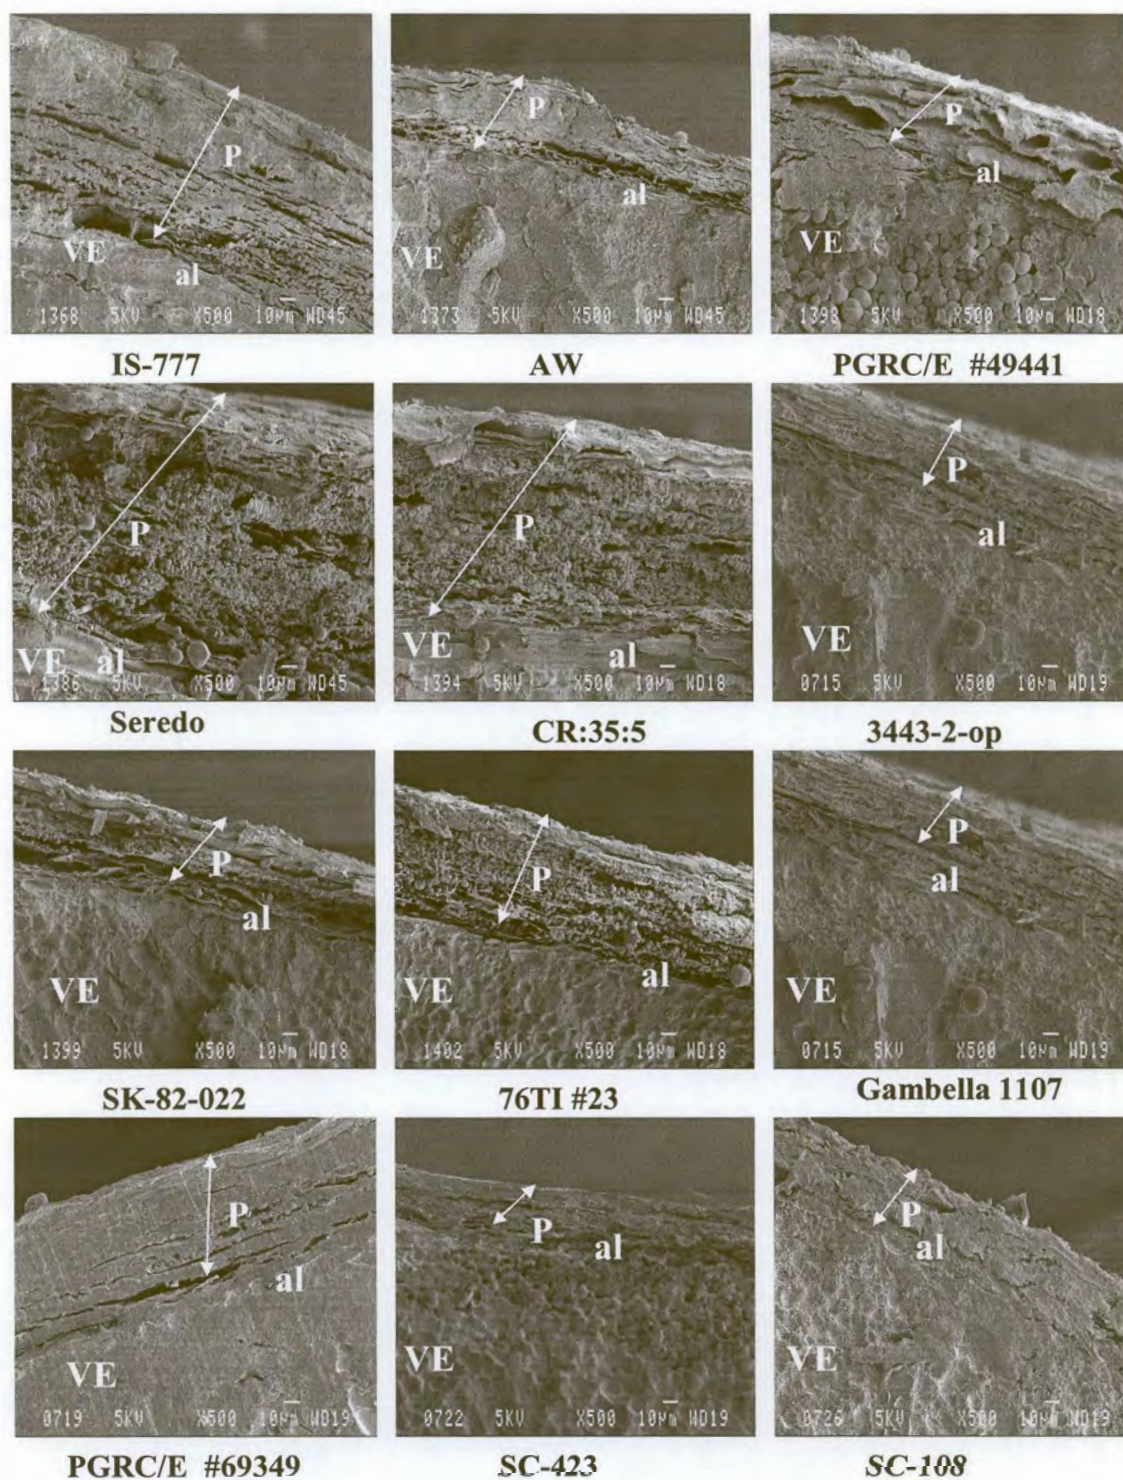 P
VE
al
1368 5KV X500 10µm WD45
IS-777
P
al
VE
1373 5KV X500 10µm WD45
AW
P
al
VE
1398 5KV X500 10µm WD18
PGRC/E #49441
P
VE al
1386 5KV X500 10µm WD45
Seredo
P
VE
al
1394 5KV X500 10µm WD18
CR:35:5
P
al
VE
0715 5KV X500 10µm WD19
3443-2-op
P
al
VE
1399 5KV X500 10µm WD18
SK-82-022
P
al
VE
1402 5KV X500 10µm WD18
76TI #23
P
al
VE
0715 5KV X500 10µm WD19
Gambella 1107
P
al
VE
0719 5KV X500 10µm WD19
PGRC/E #69349
P al
VE
0722 5KV X500 10µm WD19
SC-423
P
al
VE
0726 5KV X500 10µm WD19
SC-108